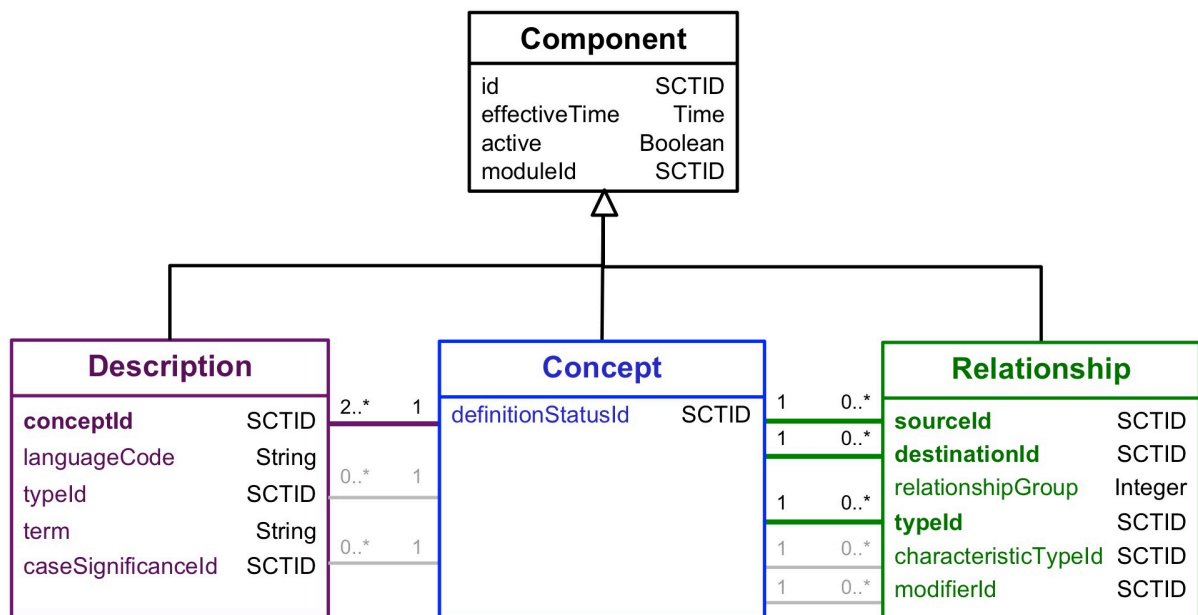 Component
id SCTID
effectiveTime Time
active Boolean
moduleId SCTID
Description
conceptId SCTID
languageCode String
typeId SCTID
term String
caseSignificanceId SCTID
2..* 1
0..* 1
0..* 1
Concept
definitionStatusId SCTID
1 0..*
1 0..*
1 0..*
1 0..*
1 0..*
Relationship
sourceId SCTID
destinationId SCTID
relationshipGroup Integer
typeId SCTID
characteristicTypeId SCTID
modifierId SCTID